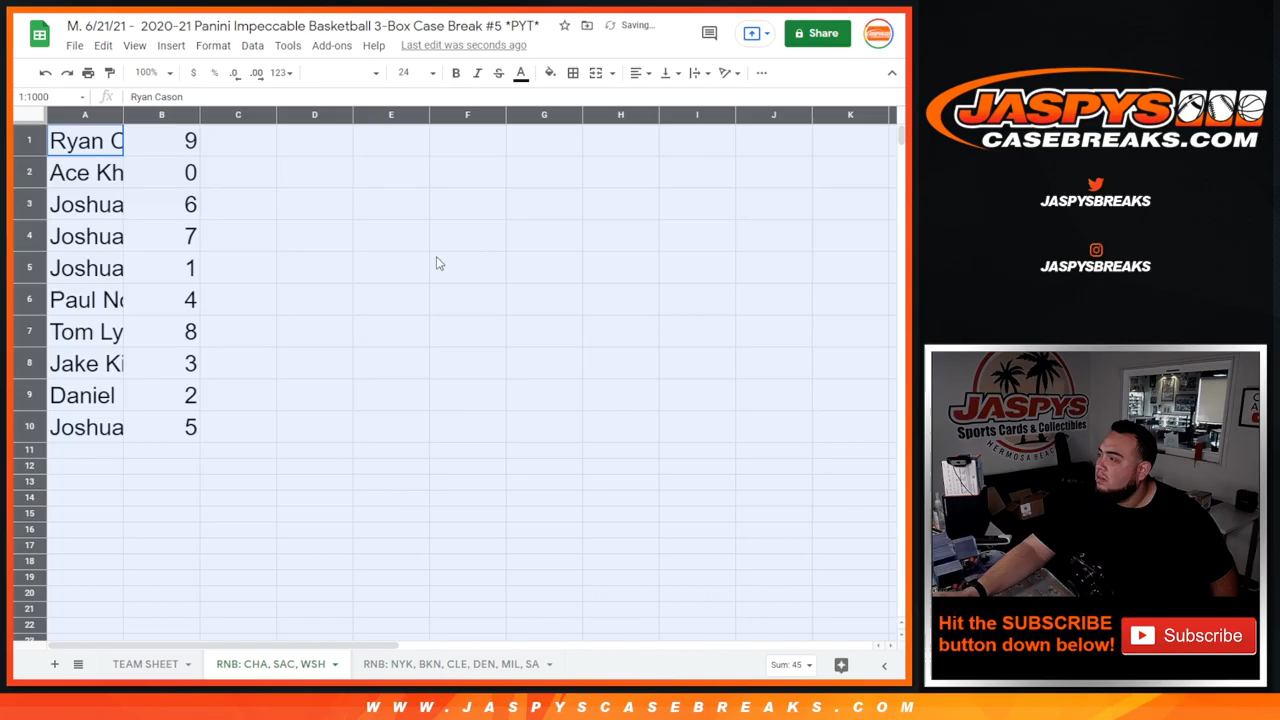 M. 6/21/21 - 2020-21 Panini Impeccable Basketball 3-Box Case Break #5 *PYT*
Saving...
File Edit View Insert Format Data Tools Add-ons Help Last edit was seconds ago
Share
100% $ % .0 .00 123 24 B I S A
1:1000 fx Ryan Cason
A B C D E F G H I J K
1 Ryan C 9
2 Ace Kh 0
3 Joshua 6
4 Joshua 7
5 Joshua 1
6 Paul No 4
7 Tom Ly 8
8 Jake Ki 3
9 Daniel 2
10 Joshua 5
11
12
13
14
15
16
17
18
19
20
21
22
TEAM SHEET RNB: CHA, SAC, WSH RNB: NYK, BKN, CLE, DEN, MIL, SA Sum: 45
JASPYS
CASEBREAKS.COM
JASPYSBREAKS
JASPYSBREAKS
JASPYS
Sports Cards & Collectibles
HERMOSA BEACH
Hit the SUBSCRIBE
button down below!
Subscribe
WWW.JASPYSCASEBREAKS.COM